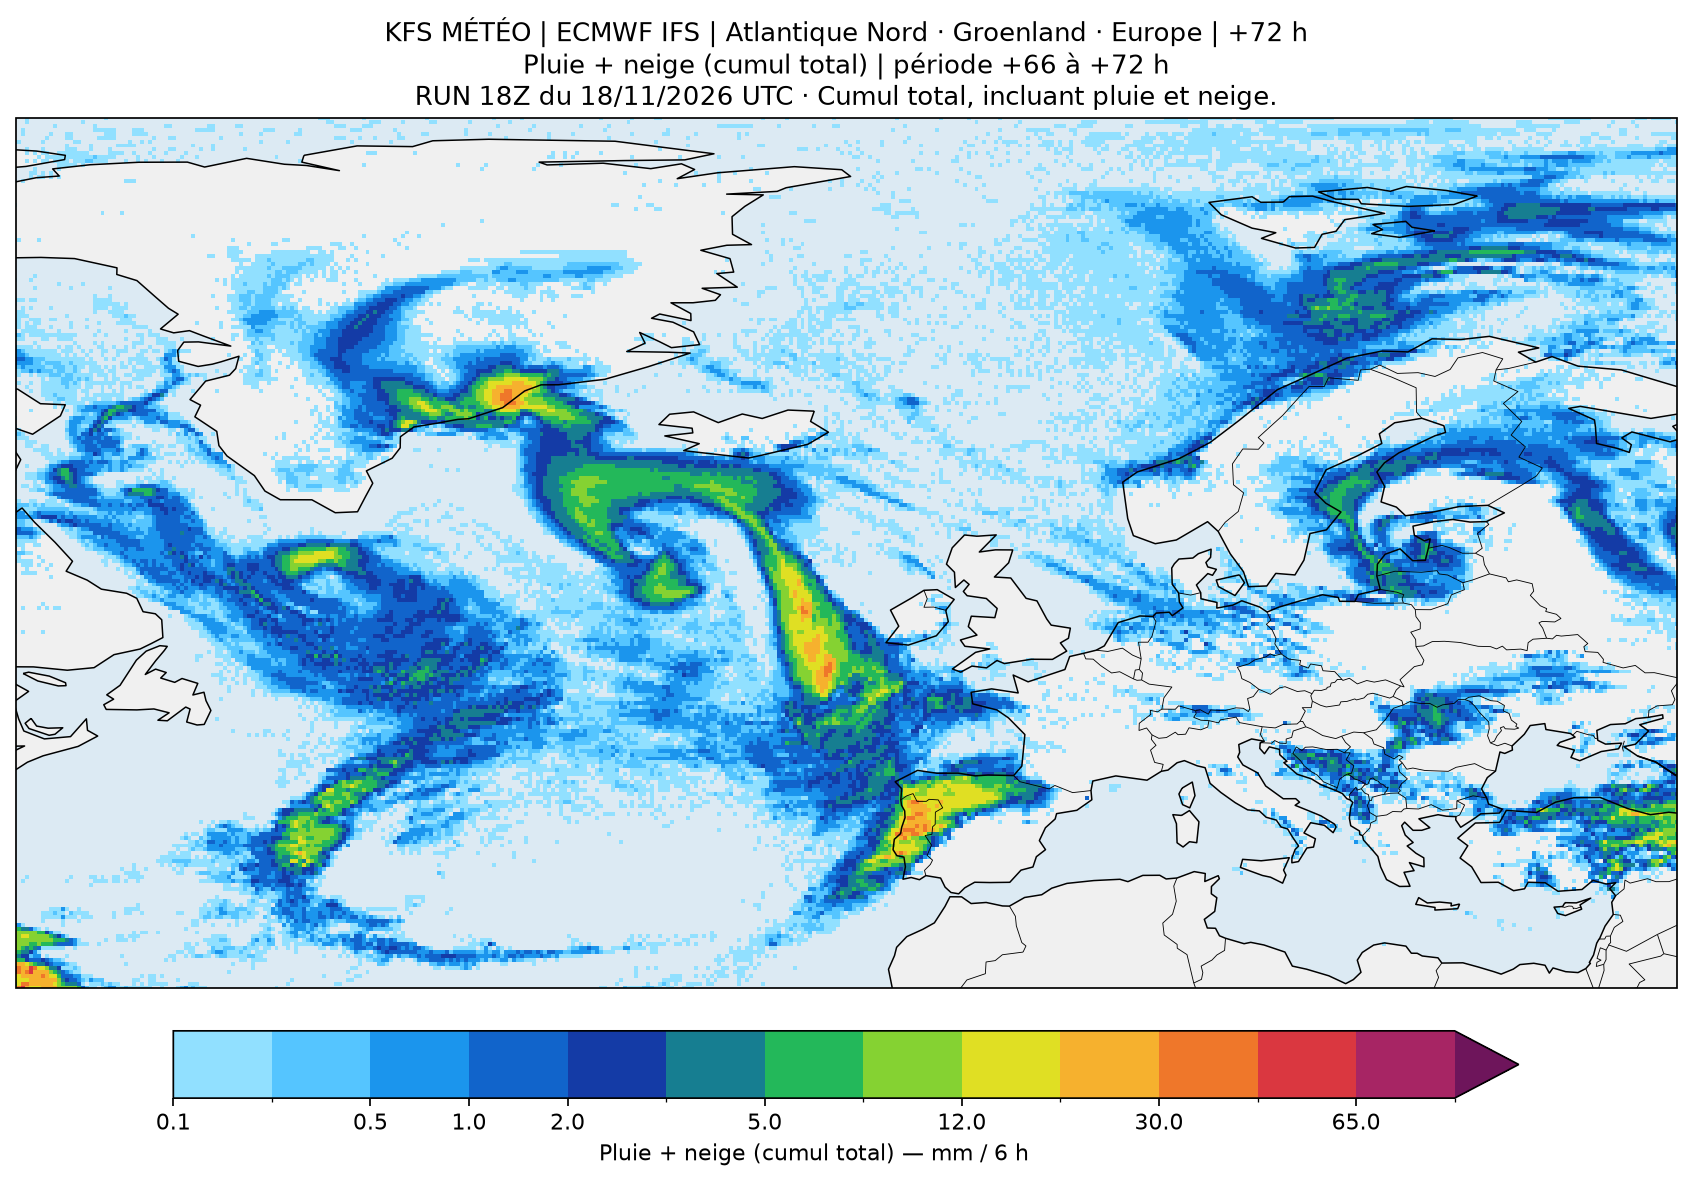 KFS MÉTÉO | ECMWF IFS | Atlantique Nord · Groenland · Europe | +72 h
Pluie + neige (cumul total) | période +66 à +72 h
RUN 18Z du 18/11/2026 UTC · Cumul total, incluant pluie et neige.
0.1 0.5 1.0 2.0 5.0 12.0 30.0 65.0
Pluie + neige (cumul total) — mm / 6 h